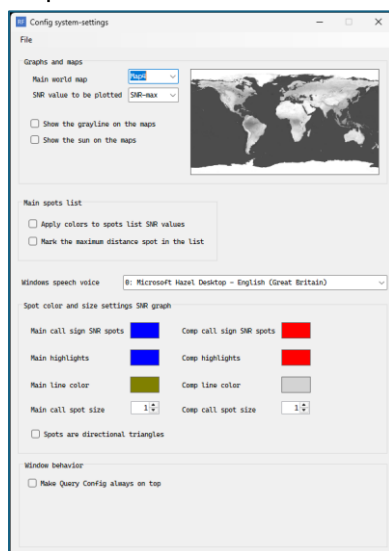 Config system-settings
File
Graphs and maps
Main world map Map4
SNR value to be plotted SNR-max
Show the grayline on the maps
Show the sun on the maps
Main spots list
Apply colors to spots list SNR values
Mark the maximum distance spot in the list
Windows speech voice 0: Microsoft Hazel Desktop - English (Great Britain)
Spot color and size settings SNR graph
Main call sign SNR spots Comp call sign SNR spots
Main highlights Comp highlights
Main line color Comp line color
Main call spot size 1 Comp call spot size 1
Spots are directional triangles
Window behavior
Make Query Config always on top